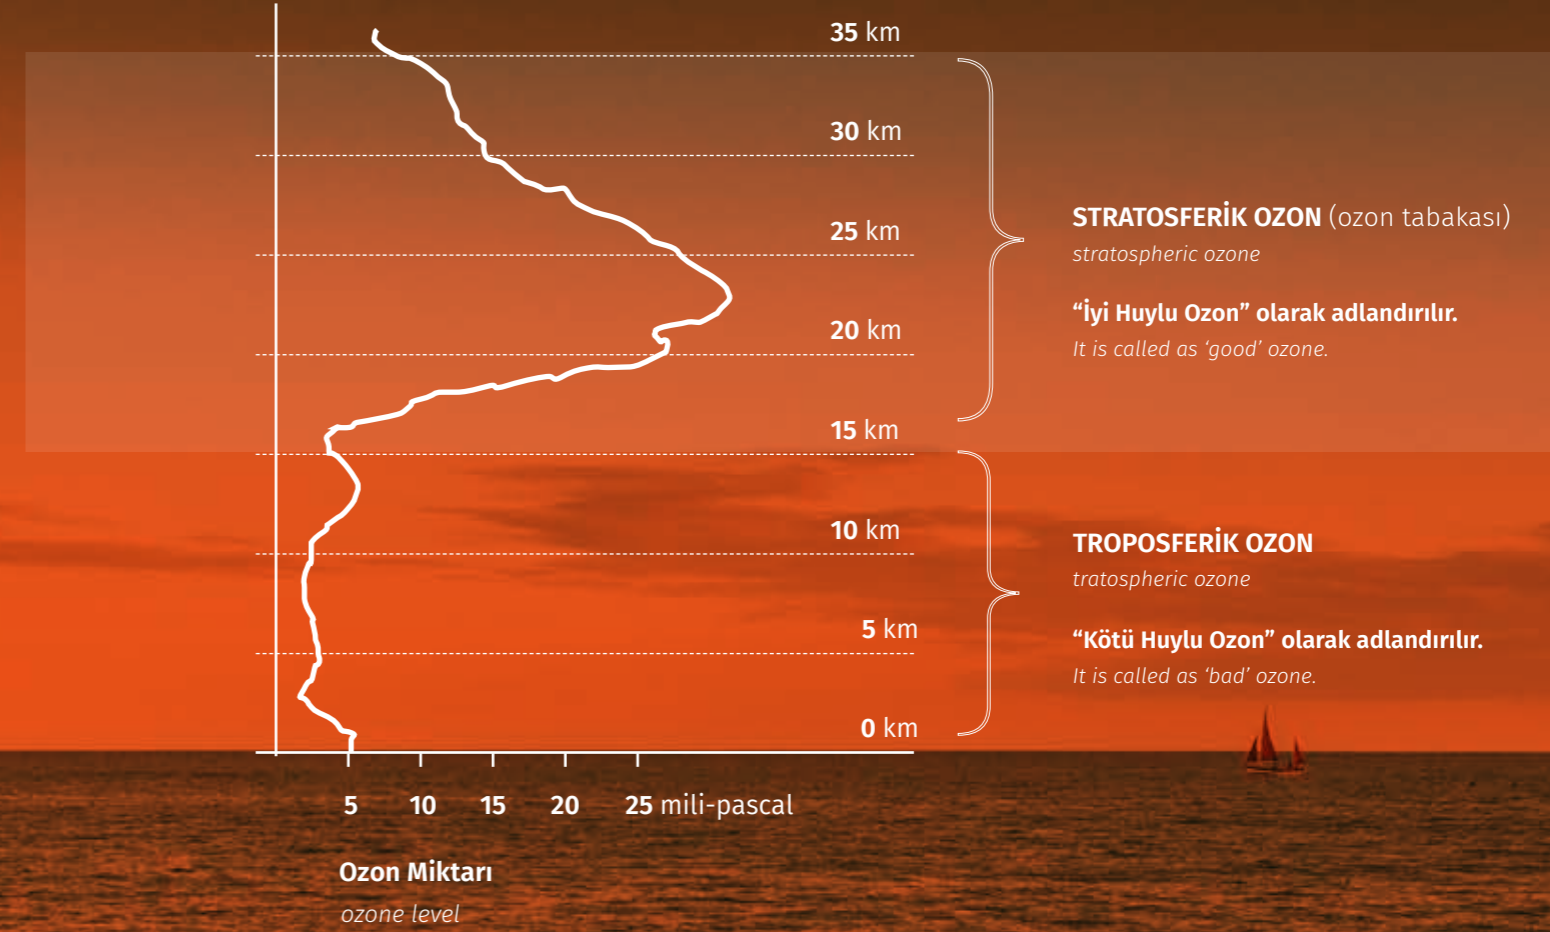 35 km
30 km
25 km
20 km
15 km
10 km
5 km
0 km
STRATOSFERİK OZON (ozon tabakası)
stratospheric ozone
“İyi Huylu Ozon” olarak adlandırılır.
It is called as ‘good’ ozone.
TROPOSFERİK OZON
tratospheric ozone
“Kötü Huylu Ozon” olarak adlandırılır.
It is called as ‘bad’ ozone.
5 10 15 20 25 mili-pascal
Ozon Miktarı
ozone level